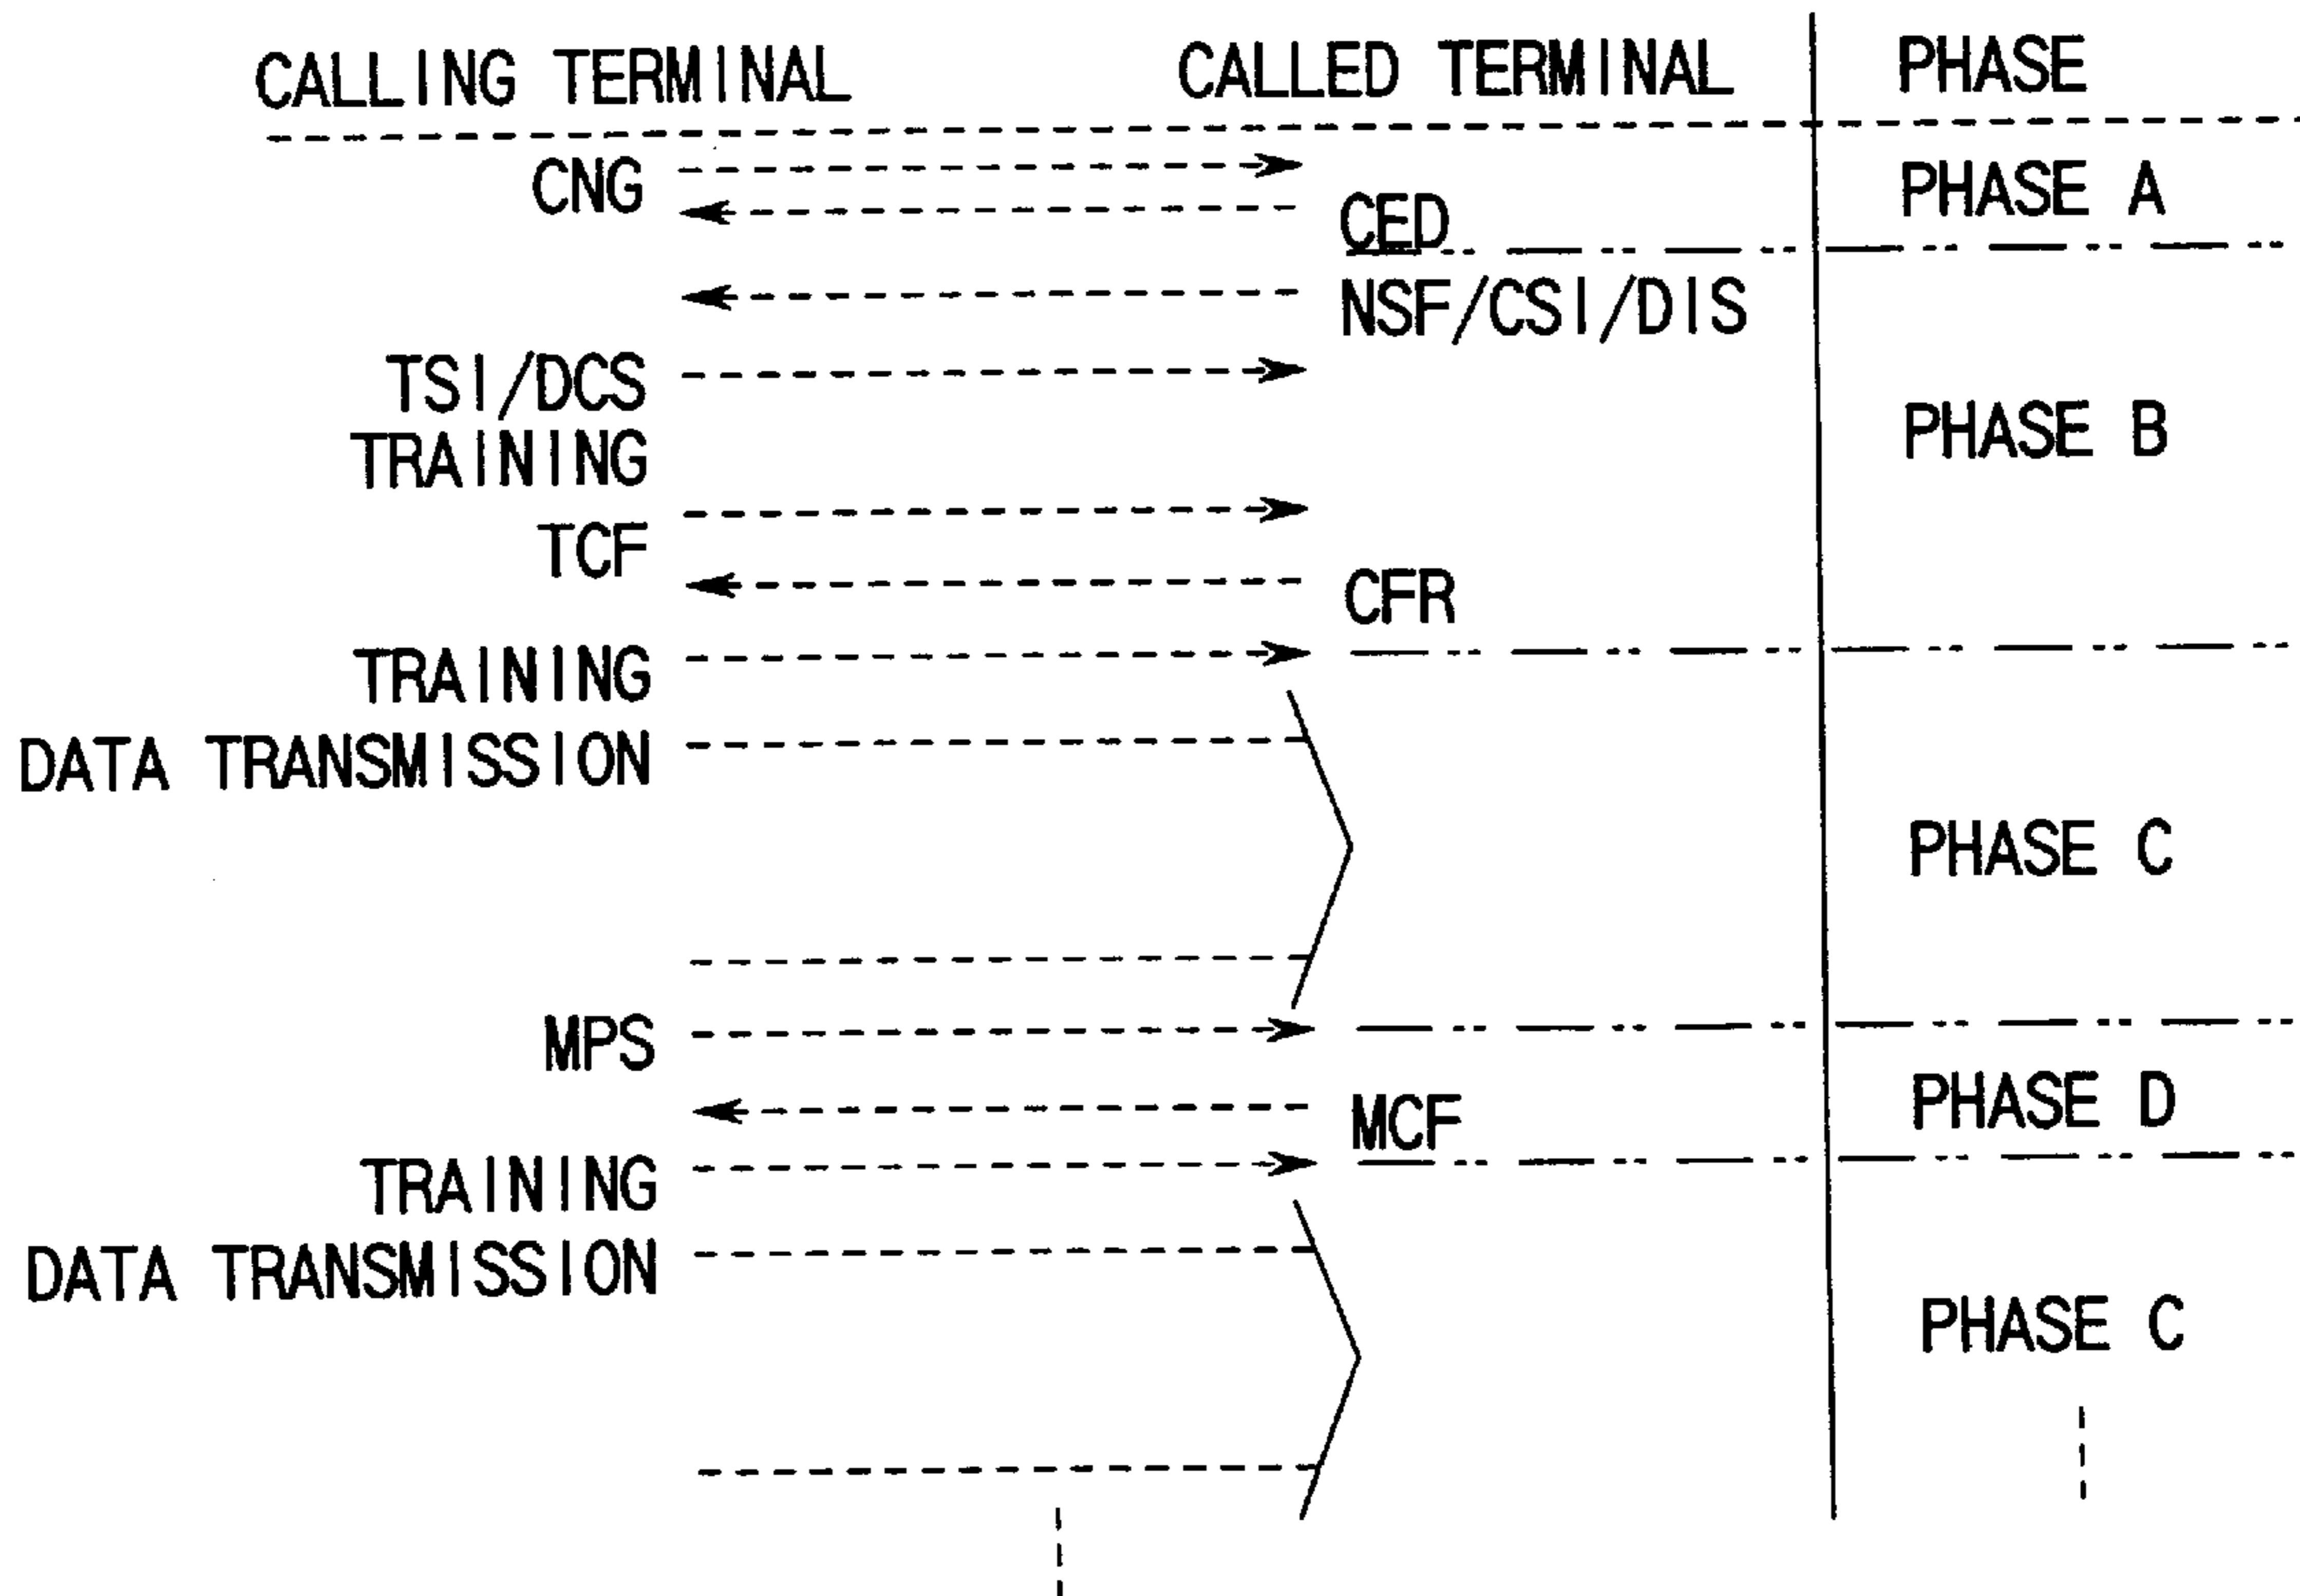 CALLING TERMINAL CALLED TERMINAL PHASE
CNG PHASE A
CED
NSF/CSI/DIS
TSI/DCS
TRAINING PHASE B
TCF
CFR
TRAINING
DATA TRANSMISSION
PHASE C
MPS
MCF PHASE D
TRAINING
DATA TRANSMISSION
PHASE C